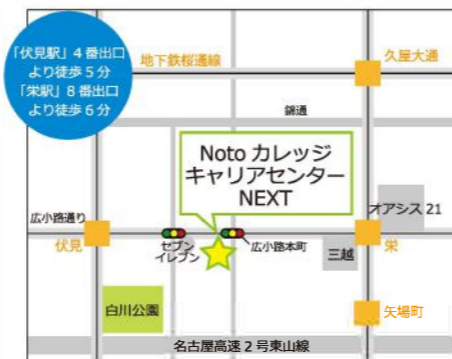 「伏見駅」4番出口
より徒歩5分
「栄駅」8番出口
より徒歩6分
地下鉄桜通線
久屋大通
錦通
Noto カレッジ
キャリアセンター
NEXT
オアシス21
広小路通り
伏見
セブン
イレブン
広小路本町
三越
栄
白川公園
矢場町
名古屋高速2号東山線